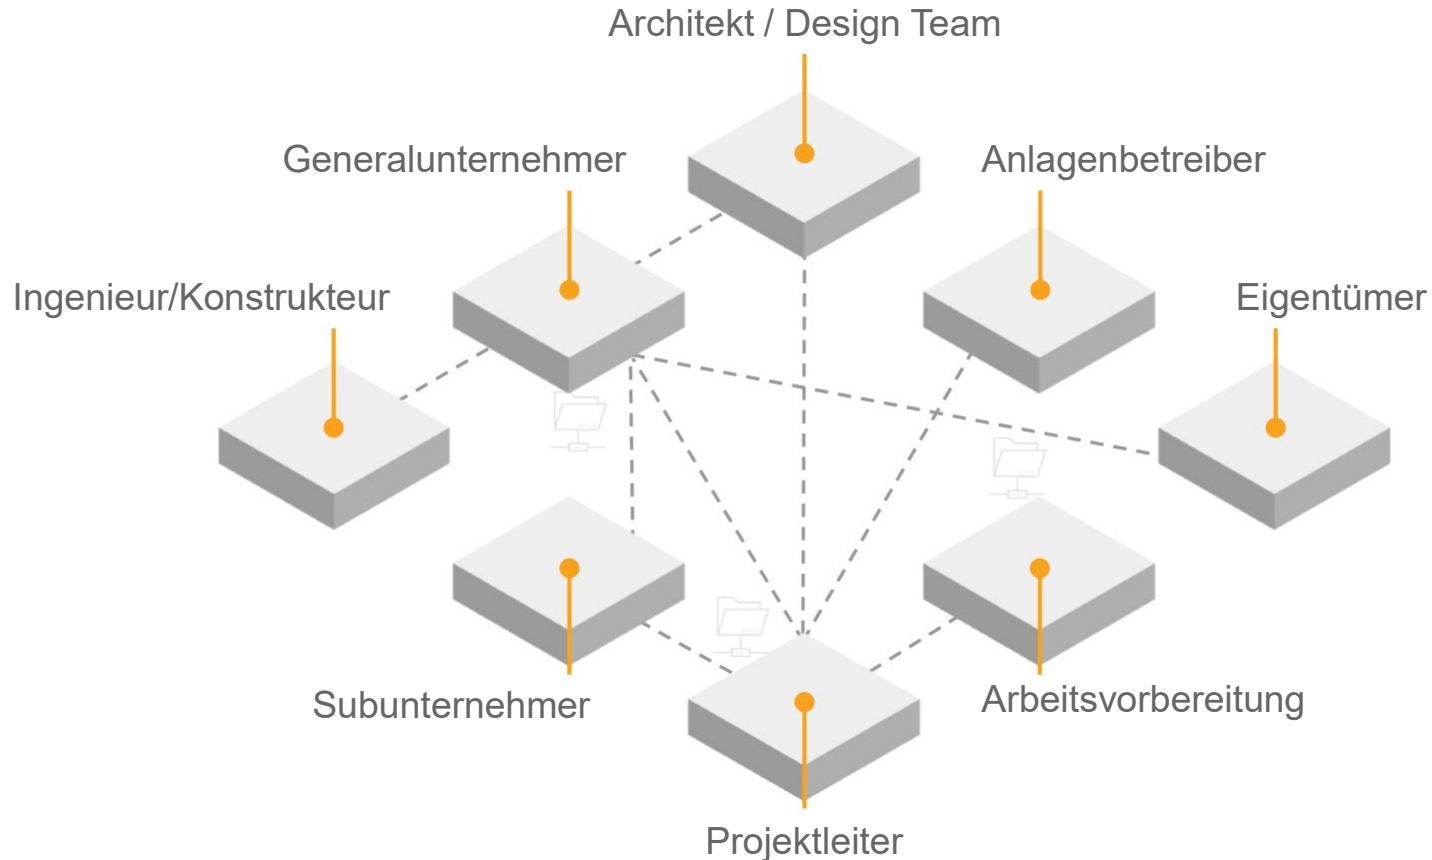 Architekt / Design Team
Generalunternehmer
Anlagenbetreiber
Ingenieur/Konstrukteur
Eigentümer
Subunternehmer
Arbeitsvorbereitung
Projektleiter